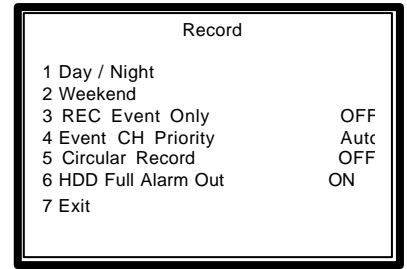 Record
1 Day / Night
2 Weekend
3 REC Event Only OFF
4 Event CH Priority Auto
5 Circular Record OFF
6 HDD Full Alarm Out ON
7 Exit